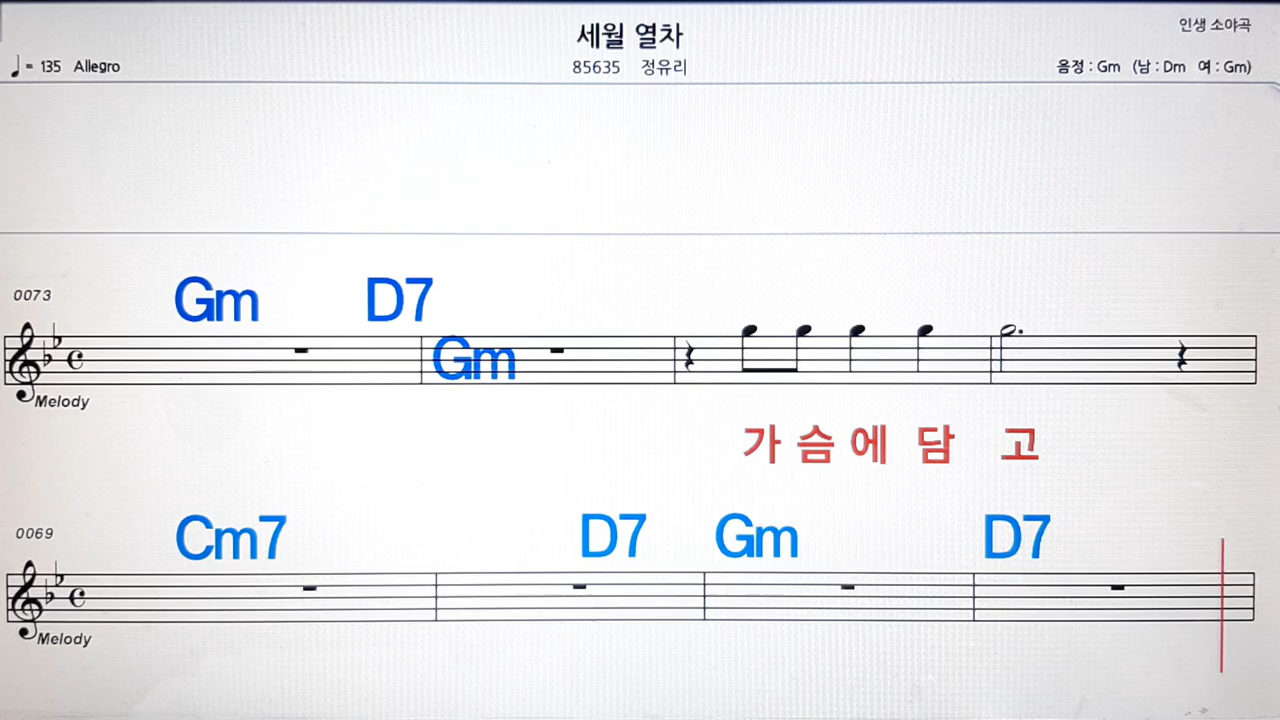 세월 열차
인생 소야곡
♩= 135 Allegro
85635 정유리
음정 : Gm (남 : Dm 여 : Gm)
0073
Gm D7
Gm
Melody
가 슴 에 담 고
0069
Cm7 D7 Gm D7
Melody